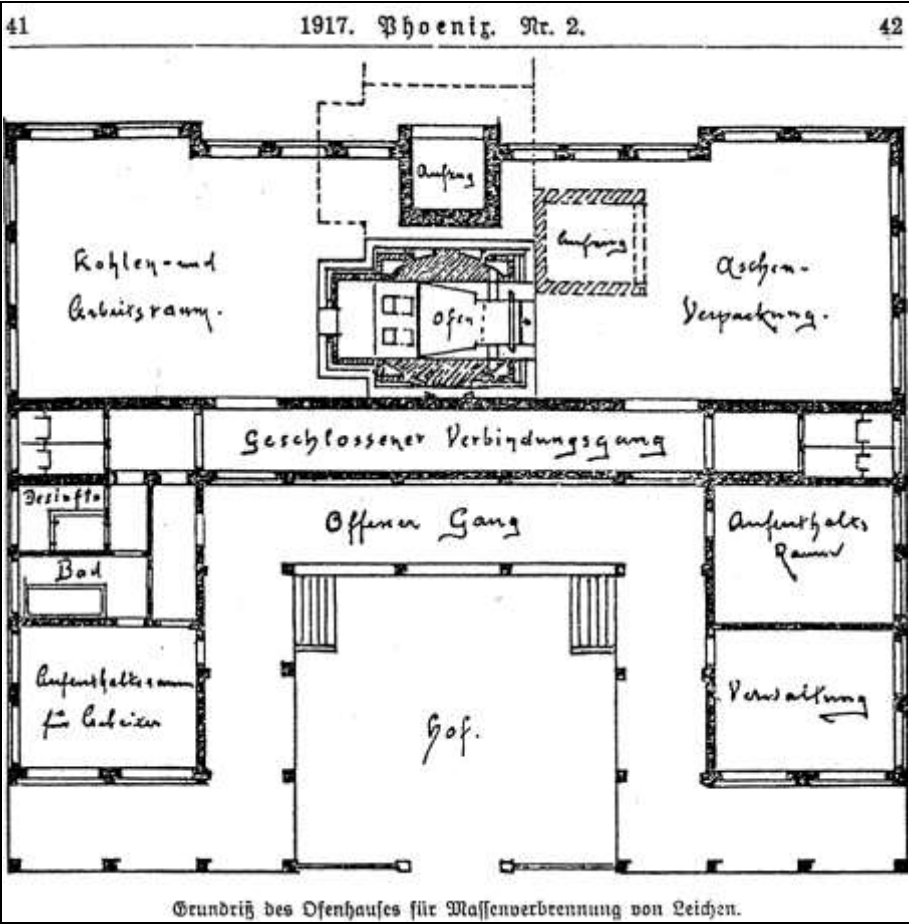 41
1917. Phoenix. Nr. 2.
42
Aufzug
Kohlen- und
Arbeitsraum.
Ofen
Aufzug
Aschen-
Verpackung.
Geschlossener Verbindungsgang
Desinfkt.
Offener Gang
Aufenthalts
Raum
Bad
Aufenthaltsraum
für Arbeiter
Hof.
Verwaltung
Grundriß des Ofenhauses für Massenverbrennung von Leichen.